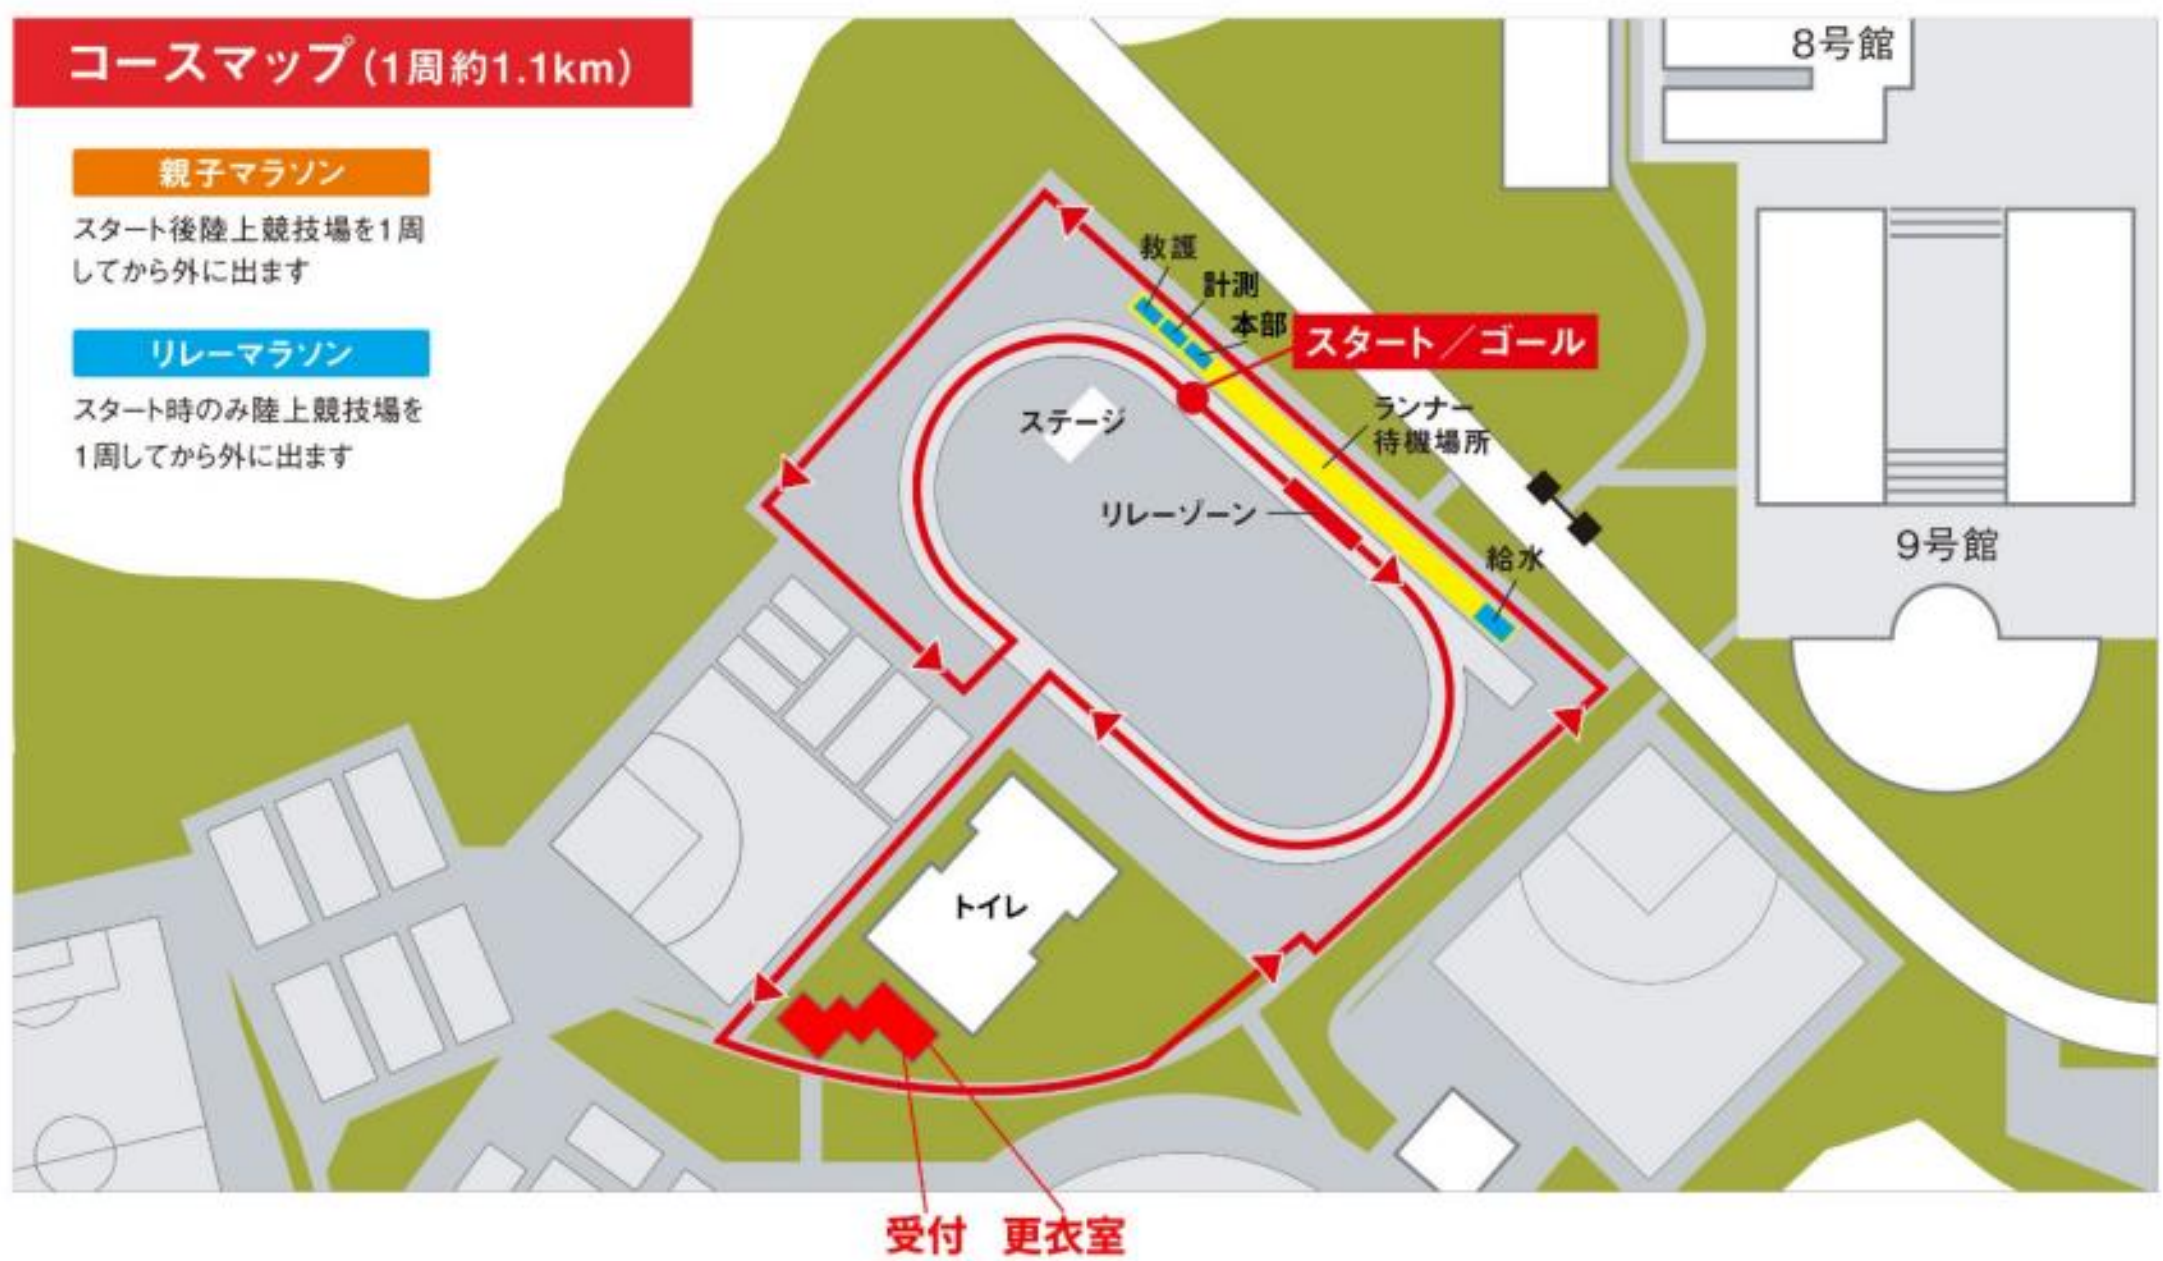 コースマップ(1周約1.1km)
親子マラソン
スタート後陸上競技場を1周
してから外に出ます
リレーマラソン
スタート時のみ陸上競技場を
1周してから外に出ます
8号館
救護
計測
本部
スタート／ゴール
ステージ
ランナー
待機場所
リレーゾーン
給水
9号館
トイレ
受付 更衣室